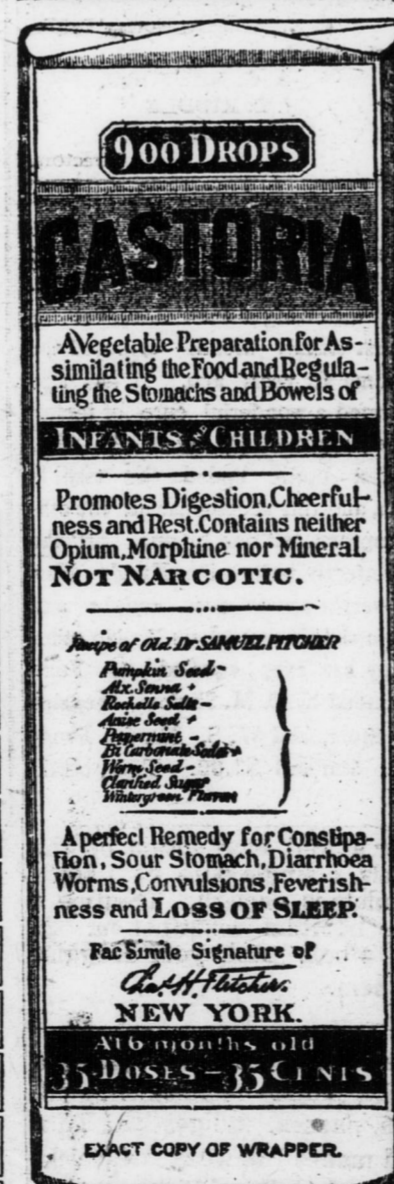 900 DROPS
CASTORIA
AVegetable Preparation for As-
similating the Food and Regula-
ting the Stomachs and Bowels of
INFANTS AND CHILDREN
Promotes Digestion,Cheerful-
ness and Rest.Contains neither
Opium,Morphine nor Mineral.
NOT NARCOTIC.
Recipe of Old Dr SAMUEL PITCHER
Pumpkin Seed -
Alx. Senna +
Rochelle Salts -
Anise Seed +
Peppermint -
Bi Carbonate Soda +
Worm Seed -
Clarified Sugar
Wintergreen Flavor
A perfect Remedy for Constipa-
tion, Sour Stomach, Diarrhoea
Worms, Convulsions, Feverish-
ness and LOSS OF SLEEP.
Fac Simile Signature of
Chas. H. Fletcher.
NEW YORK.
At 6 months old
35 DOSES – 35 CENTS
EXACT COPY OF WRAPPER.